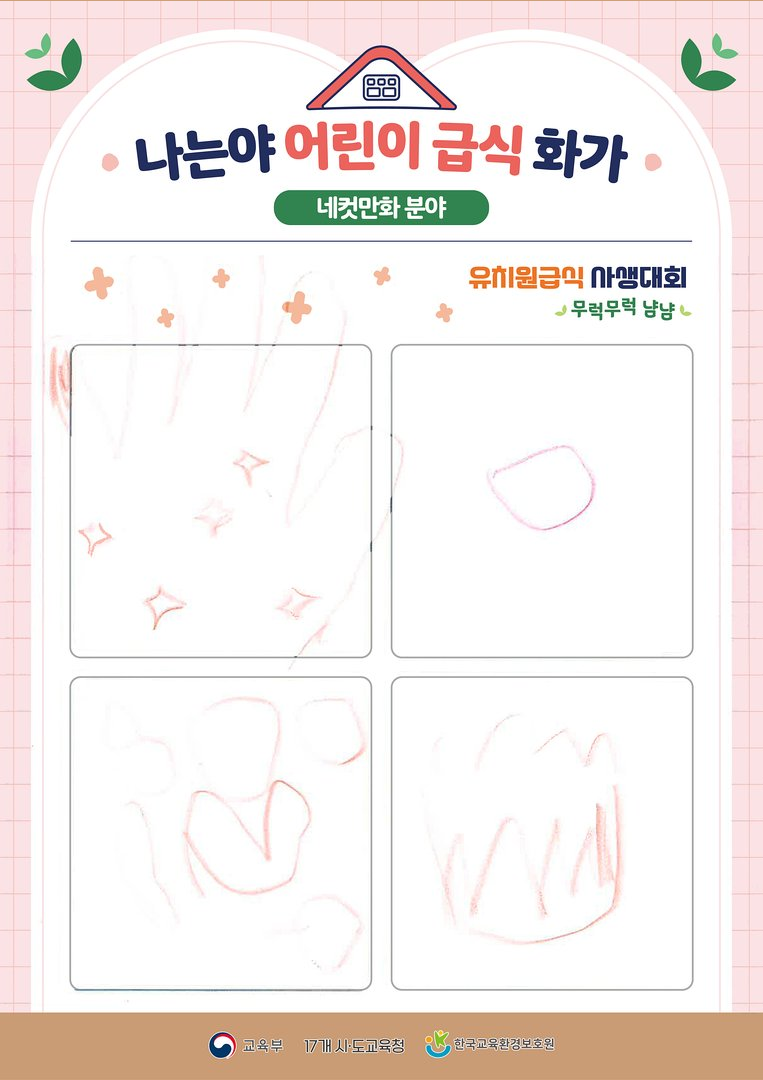 나는야 어린이 급식 화가
네컷만화 분야
유치원급식 사생대회
무럭무럭 냠냠
교육부 17개 시·도교육청 한국교육환경보호원